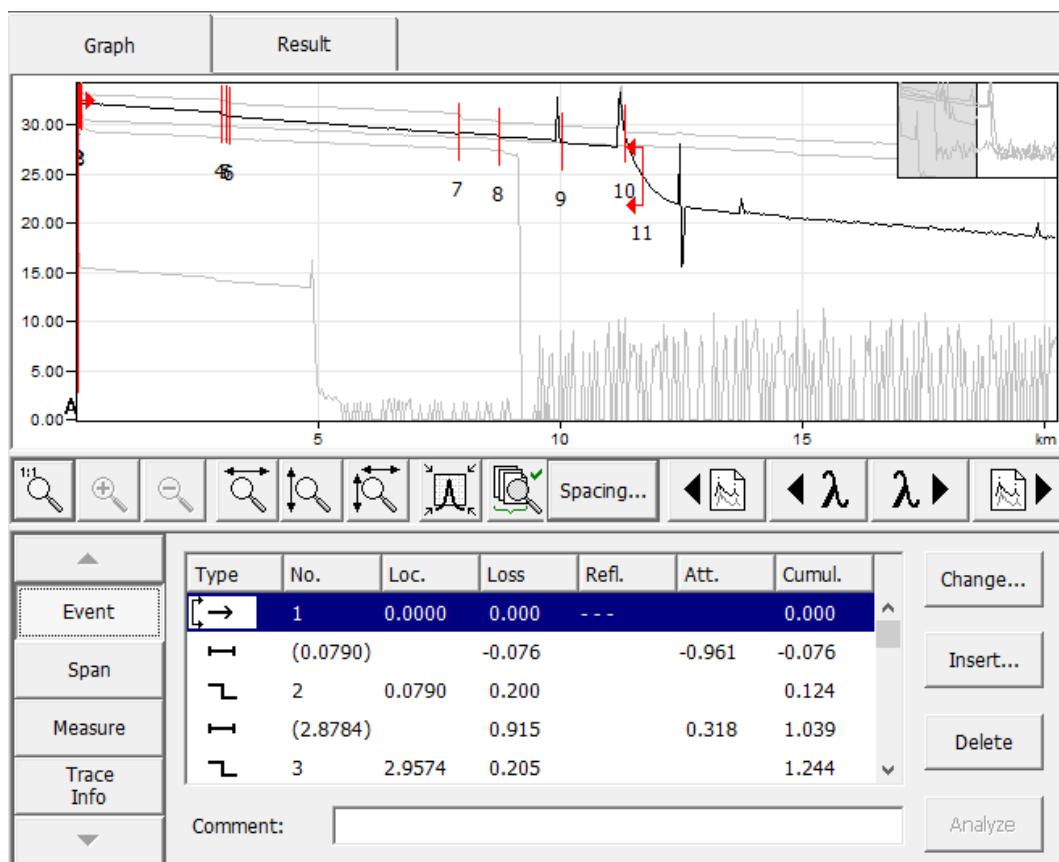 Graph Result
30.00
25.00
20.00
15.00
10.00
5.00
0.00
A
3 4 5 6 7 8 9 10 11
5 10 15 km
1:1 Spacing... λ λ
Event
Span
Measure
Trace
Info
Type No. Loc. Loss Refl. Att. Cumul.
1 0.0000 0.000 --- 0.000
(0.0790) -0.076 -0.961 -0.076
2 0.0790 0.200 0.124
(2.8784) 0.915 0.318 1.039
3 2.9574 0.205 1.244
Comment:
Change...
Insert...
Delete
Analyze